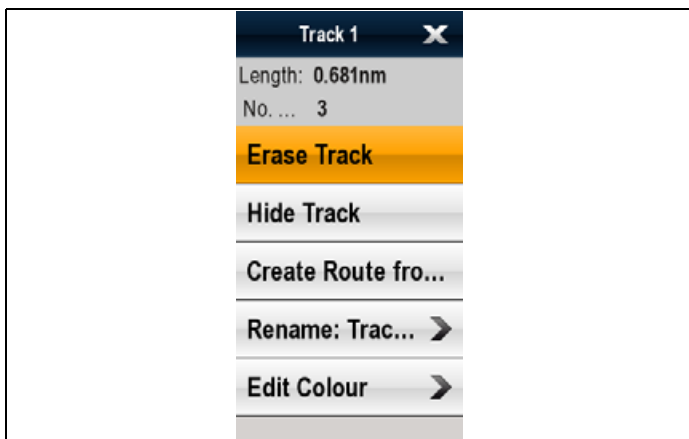 Track 1 X
Length: 0.681nm
No. ... 3
Erase Track
Hide Track
Create Route fro...
Rename: Trac...
Edit Colour